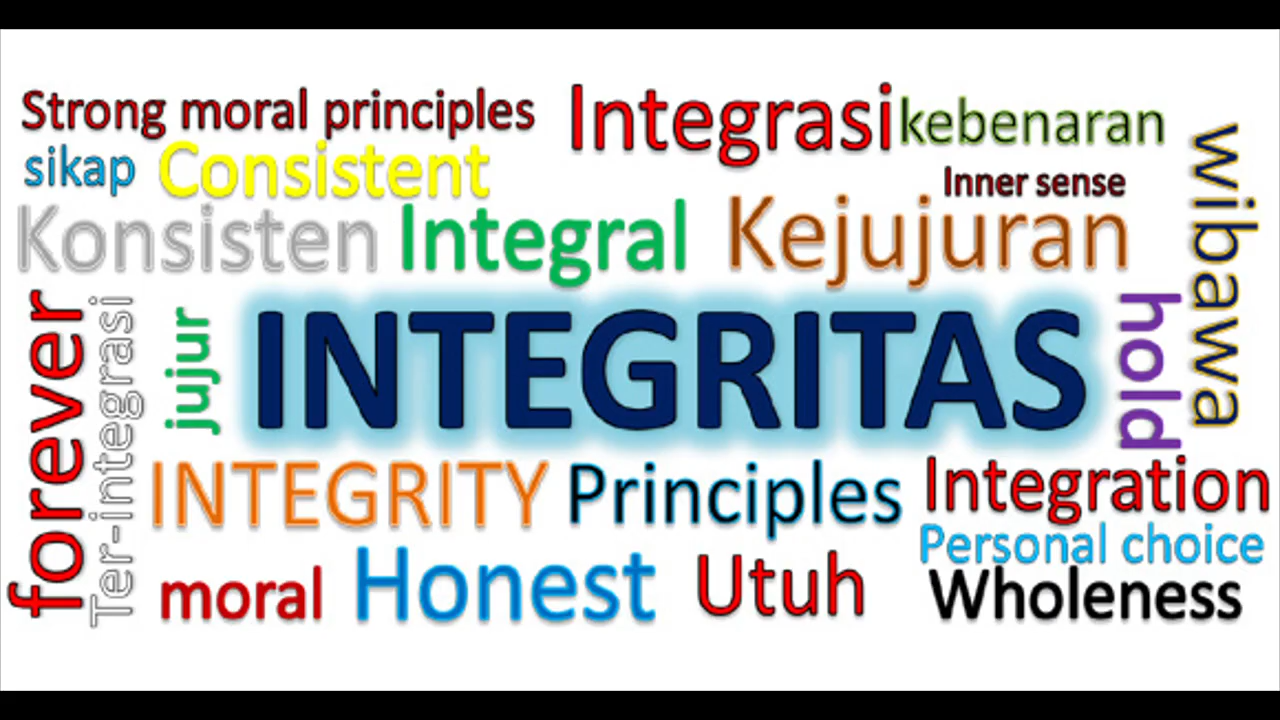 Strong moral principles
Integrasi
kebenaran
sikap
Consistent
Inner sense
wibawa
Konsisten
Integral
Kejujuran
forever
Ter-integrasi
jujur
INTEGRITAS
hold
INTEGRITY
Principles
Integration
Personal choice
moral
Honest
Utuh
Wholeness